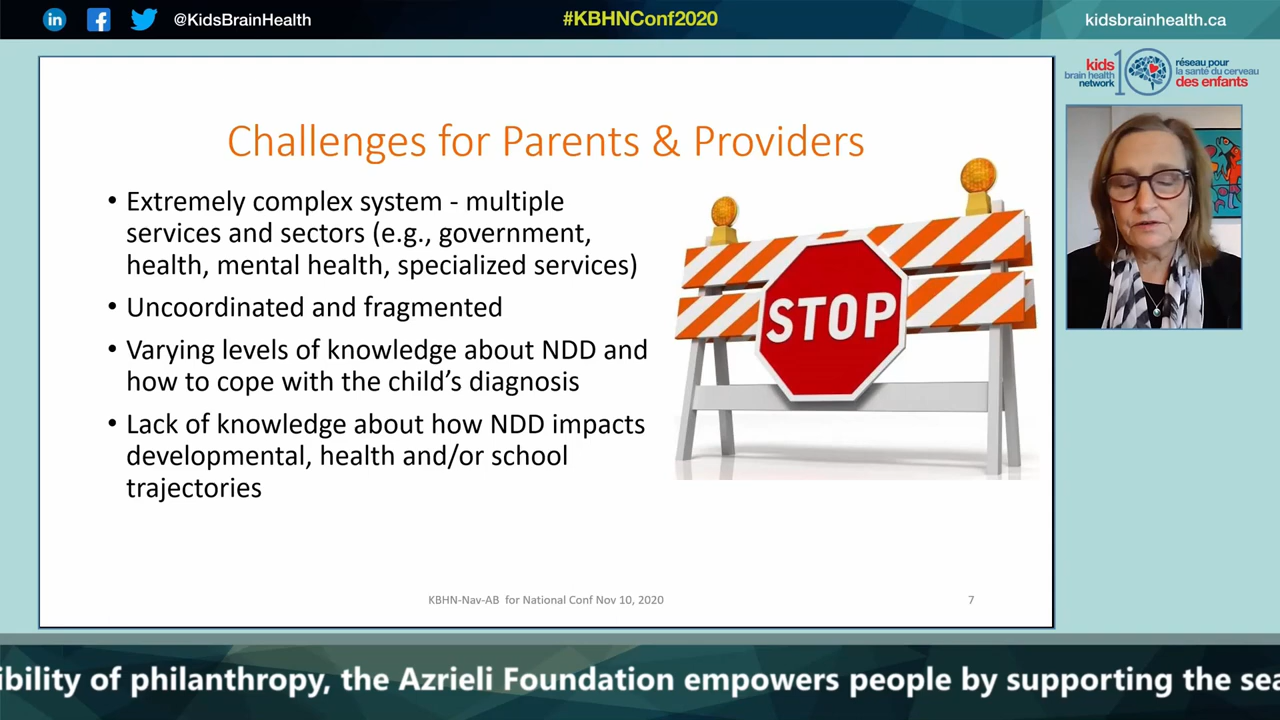 in
f
@KidsBrainHealth
#KBHNConf2020
kidsbrainhealth.ca
kids
brain health
network
10
réseau pour
la santé du cerveau
des enfants
Challenges for Parents & Providers
• Extremely complex system - multiple
services and sectors (e.g., government,
health, mental health, specialized services)
• Uncoordinated and fragmented
• Varying levels of knowledge about NDD and
how to cope with the child's diagnosis
• Lack of knowledge about how NDD impacts
developmental, health and/or school
trajectories
STOP
KBHN-Nav-AB for National Conf Nov 10, 2020
7
ibility of philanthropy, the Azrieli Foundation empowers people by supporting the sea